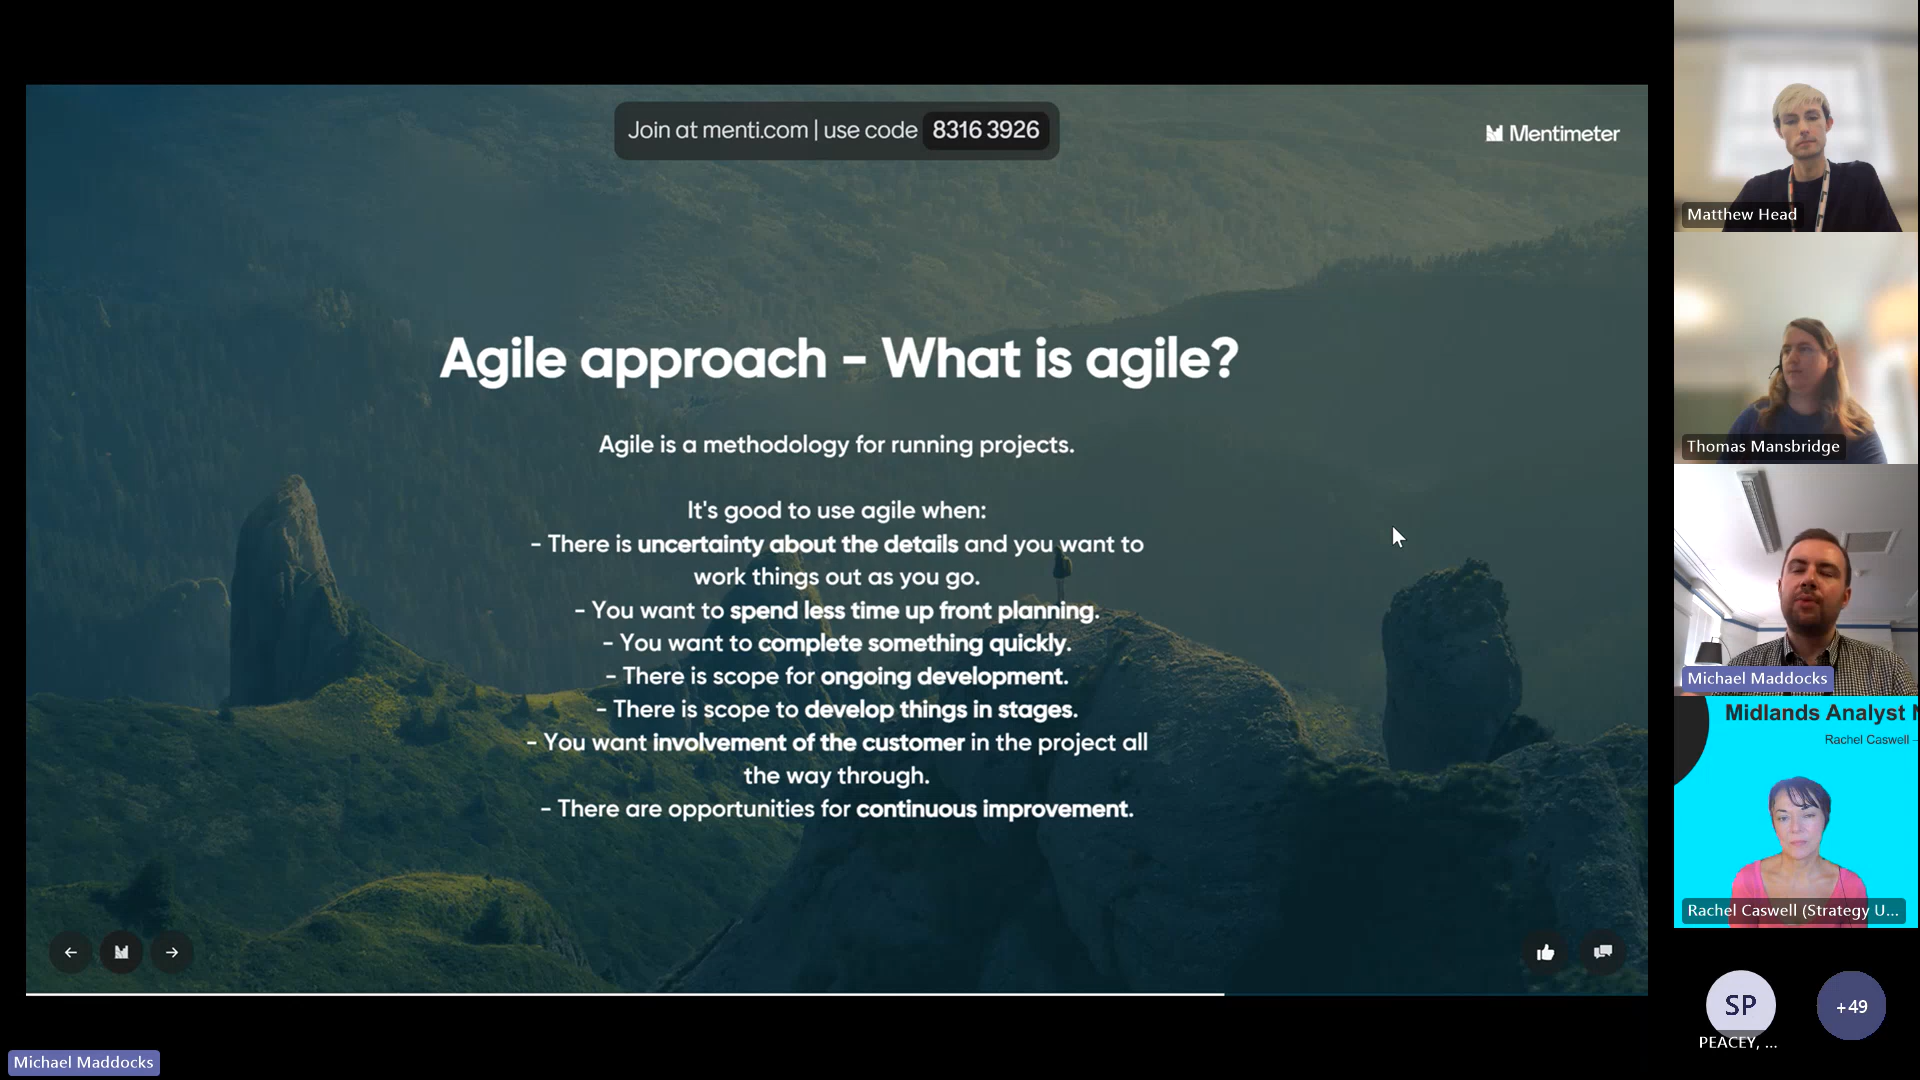 Join at menti.com | use code 8316 3926
Mentimeter
Agile approach - What is agile?
Agile is a methodology for running projects.
It's good to use agile when:
- There is uncertainty about the details and you want to
work things out as you go.
- You want to spend less time up front planning.
- You want to complete something quickly.
- There is scope for ongoing development.
- There is scope to develop things in stages.
- You want involvement of the customer in the project all
the way through.
- There are opportunities for continuous improvement.
Michael Maddocks
Matthew Head
Thomas Mansbridge
Michael Maddocks
Midlands Analyst
Rachel Caswell -
Rachel Caswell (Strategy U...
SP
PEACEY, ...
+49